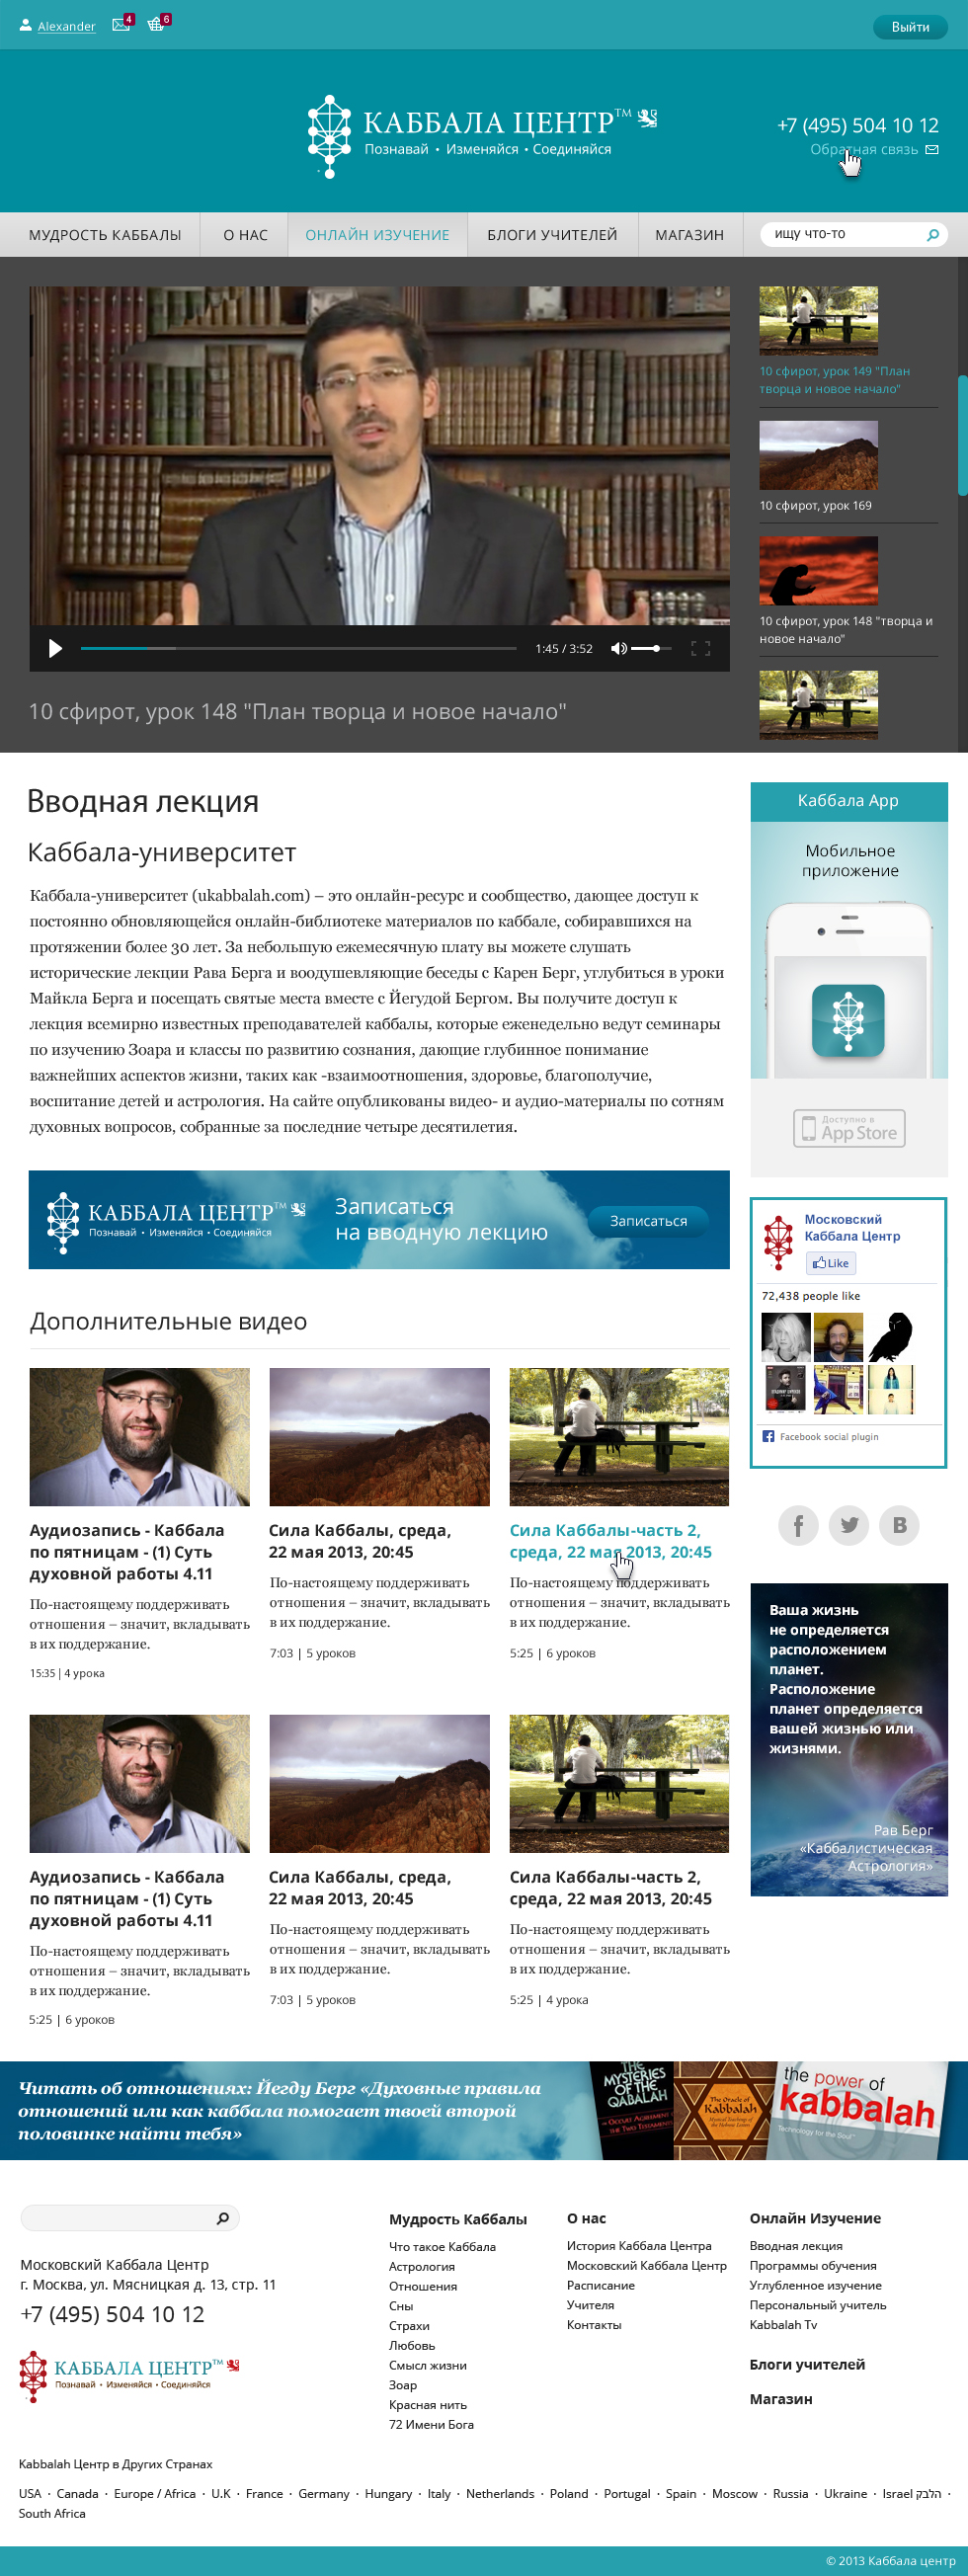 Alexander
4
6
Выйти
КАББАЛА ЦЕНТР™
Познавай • Изменяйся • Соединяйся
+7 (495) 504 10 12
Обратная связь
МУДРОСТЬ КАББАЛЫ
О НАС
ОНЛАЙН ИЗУЧЕНИЕ
БЛОГИ УЧИТЕЛЕЙ
МАГАЗИН
ищу что-то
1:45 / 3:52
10 сфирот, урок 148 "План творца и новое начало"
10 сфирот, урок 149 "План
творца и новое начало"
10 сфирот, урок 169
10 сфирот, урок 148 "творца и
новое начало"
Вводная лекция
Каббала-университет
Каббала-университет (ukabbalah.com) – это онлайн-ресурс и сообщество, дающее доступ к
постоянно обновляющейся онлайн-библиотеке материалов по каббале, собиравшихся на
протяжении более 30 лет. За небольшую ежемесячную плату вы можете слушать
исторические лекции Рава Берга и воодушевляющие беседы с Карен Берг, углубиться в уроки
Майкла Берга и посещать святые места вместе с Йегудой Бергом. Вы получите доступ к
лекция всемирно известных преподавателей каббалы, которые еженедельно ведут семинары
по изучению Зоара и классы по развитию сознания, дающие глубинное понимание
важнейших аспектов жизни, таких как -взаимоотношения, здоровье, благополучие,
воспитание детей и астрология. На сайте опубликованы видео- и аудио-материалы по сотням
духовных вопросов, собранные за последние четыре десятилетия.
КАББАЛА ЦЕНТР™
Познавай • Изменяйся • Соединяйся
Записаться
на вводную лекцию
Записаться
Дополнительные видео
Аудиозапись - Каббала
по пятницам - (1) Суть
духовной работы 4.11
По-настоящему поддерживать
отношения – значит, вкладывать
в их поддержание.
15:35 | 4 урока
Сила Каббалы, среда,
22 мая 2013, 20:45
По-настоящему поддерживать
отношения – значит, вкладывать
в их поддержание.
7:03 | 5 уроков
Сила Каббалы-часть 2,
среда, 22 мая 2013, 20:45
По-настоящему поддерживать
отношения – значит, вкладывать
в их поддержание.
5:25 | 6 уроков
Аудиозапись - Каббала
по пятницам - (1) Суть
духовной работы 4.11
По-настоящему поддерживать
отношения – значит, вкладывать
в их поддержание.
5:25 | 6 уроков
Сила Каббалы, среда,
22 мая 2013, 20:45
По-настоящему поддерживать
отношения – значит, вкладывать
в их поддержание.
7:03 | 5 уроков
Сила Каббалы-часть 2,
среда, 22 мая 2013, 20:45
По-настоящему поддерживать
отношения – значит, вкладывать
в их поддержание.
5:25 | 4 урока
Каббала App
Мобильное
приложение
Доступно в
App Store
Московский
Каббала Центр
Like
72,438 people like
Facebook social plugin
Ваша жизнь
не определяется
расположением
планет.
Расположение
планет определяется
вашей жизнью или
жизнями.
Рав Берг
«Каббалистическая
Астрология»
Читать об отношениях: Йегду Берг «Духовные правила
отношений или как каббала помогает твоей второй
половинке найти тебя»
THE
MYSTERIES
OF THE
QABALAH
The Oracle of
Kabbalah
the power of
kabbalah
Technology for the Soul™
Московский Каббала Центр
г. Москва, ул. Мясницкая д. 13, стр. 11
+7 (495) 504 10 12
КАББАЛА ЦЕНТР™
Познавай • Изменяйся • Соединяйся
Мудрость Каббалы
Что такое Каббала
Астрология
Отношения
Сны
Страхи
Любовь
Смысл жизни
Зоар
Красная нить
72 Имени Бога
О нас
История Каббала Центра
Московский Каббала Центр
Расписание
Учителя
Контакты
Онлайн Изучение
Вводная лекция
Программы обучения
Углубленное изучение
Персональный учитель
Kabbalah Tv
Блоги учителей
Магазин
Kabbalah Центр в Других Странах
USA · Canada · Europe / Africa · U.K · France · Germany · Hungary · Italy · Netherlands · Poland · Portugal · Spain · Moscow · Russia · Ukraine · Israel הלבק ·
South Africa
© 2013 Каббала центр